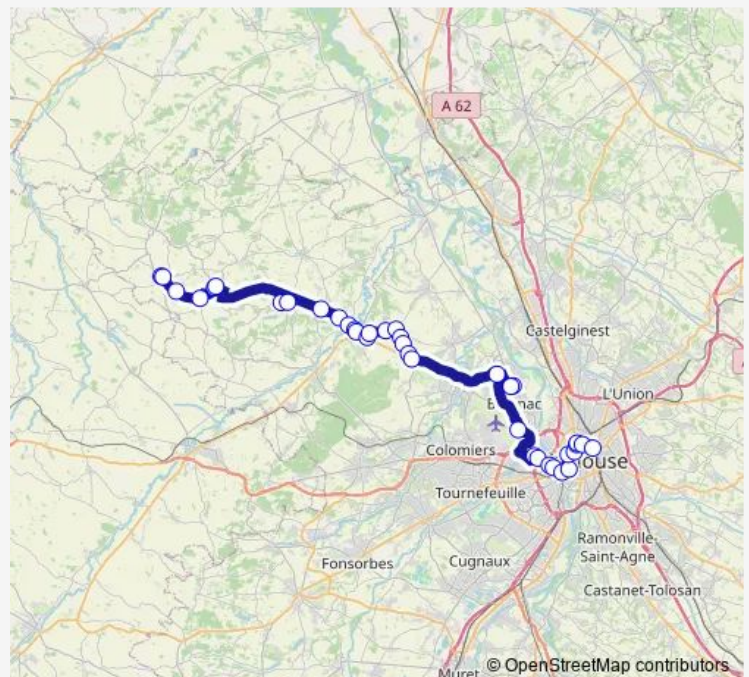 A 62
Castelginest
L'Union
Colomiers
Tournefeuille
Ramonville-
Saint-Agne
Fonsorbes
Cugnaux
Castanet-Tolosan
Muret
© OpenStreetMap contributors